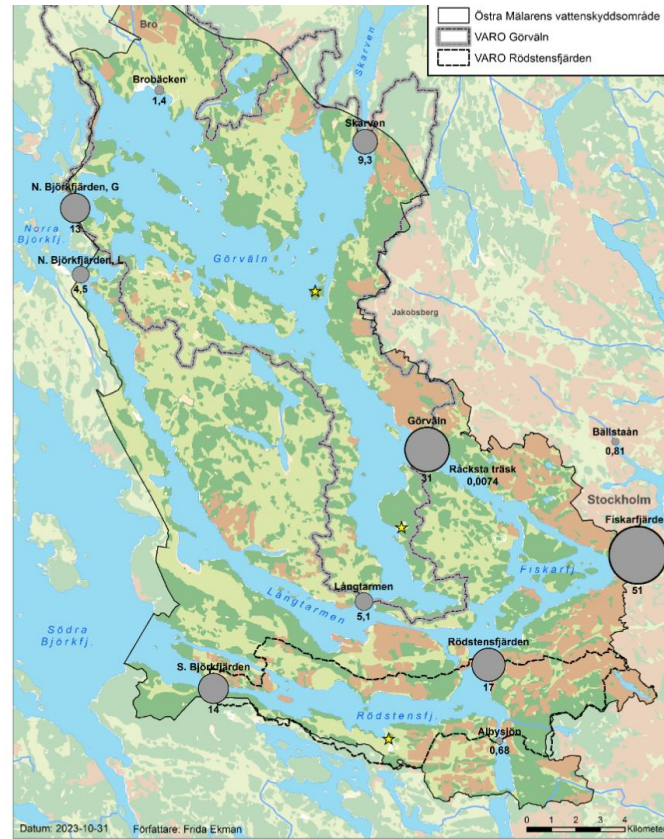 Östra Mälarens vattenskyddsområde
VARO Görväln
VARO Rödstensfjärden
Bro
Brobäcken
1,4
Skarven
Skarven
9,3
N. Björkfjärden, G
13
Norra
Björkfj.
N. Björkfjärden, L
4,5
Görväln
Jakobsberg
Görväln
31
Bällstaån
0,81
Råcksta träsk
0,0074
Stockholm
Fiskarfjärde
51
Fiskarfj.
Långtarmen
5,1
Långtarmen
Södra
Björkfj.
Rödstensfjärden
17
S. Björkfjärden
14
Rödstensfj.
Albysjön
0,68
Datum: 2023-10-31 Författare: Frida Ekman
0 1 2 3 4
Kilometer